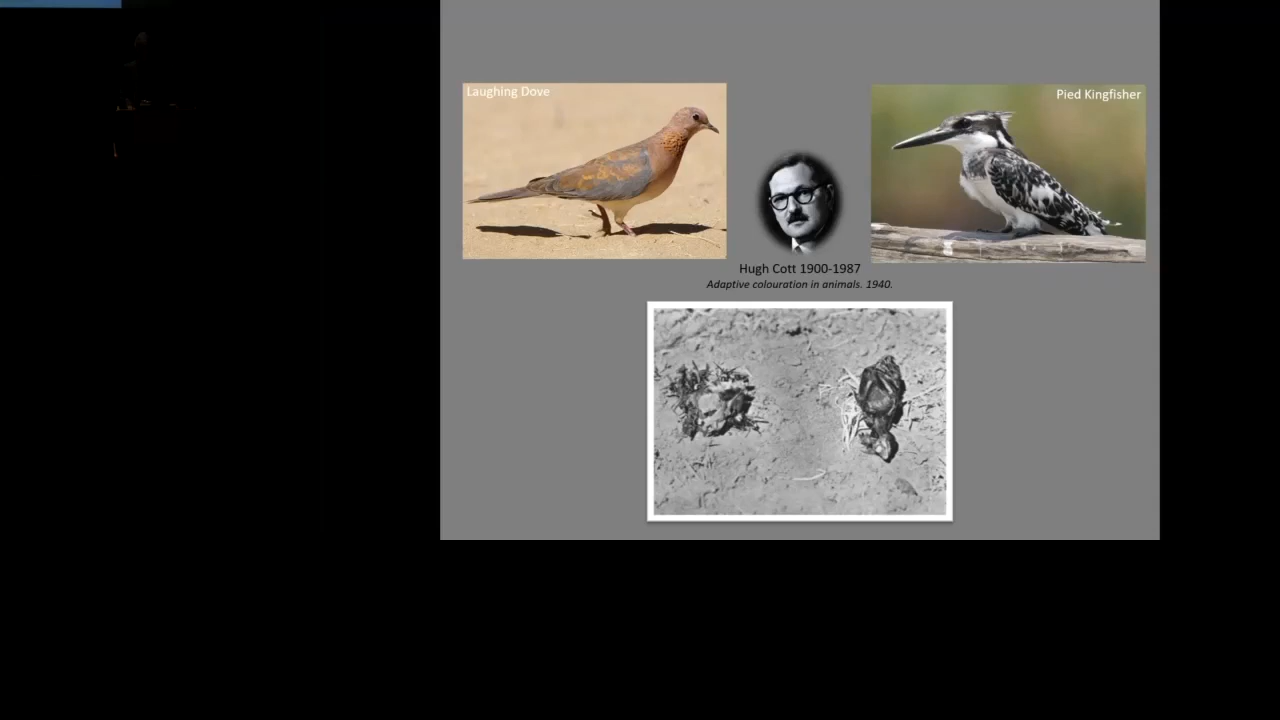 Laughing Dove
Pied Kingfisher
Hugh Cott 1900-1987
Adaptive colouration in animals. 1940.